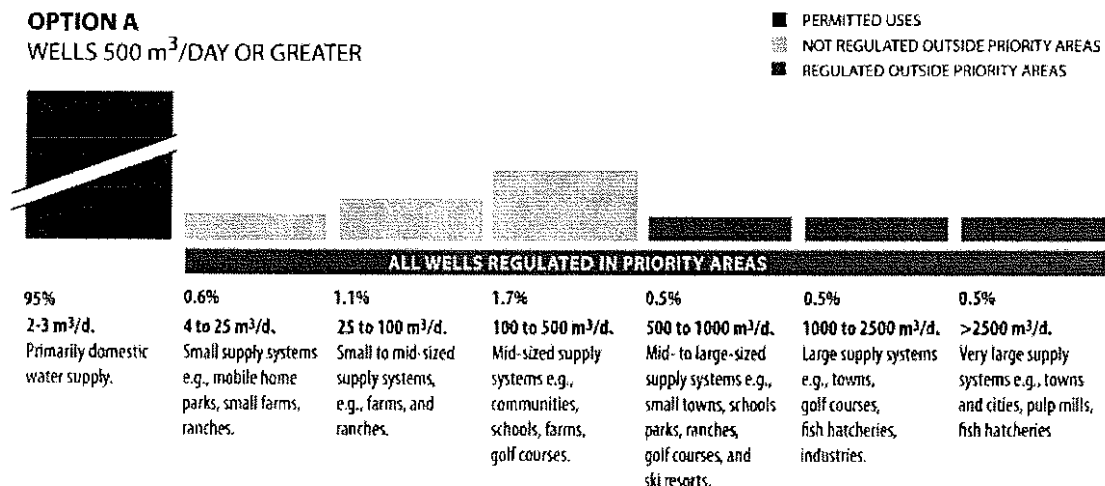 OPTION A
WELLS 500 m³/DAY OR GREATER
PERMITTED USES
NOT REGULATED OUTSIDE PRIORITY AREAS
REGULATED OUTSIDE PRIORITY AREAS
ALL WELLS REGULATED IN PRIORITY AREAS
95%
2-3 m³/d.
Primarily domestic
water supply.
0.6%
4 to 25 m³/d.
Small supply systems
e.g., mobile home
parks, small farms,
ranches.
1.1%
25 to 100 m³/d.
Small to mid-sized
supply systems,
e.g., farms, and
ranches.
1.7%
100 to 500 m³/d.
Mid-sized supply
systems e.g.,
communities,
schools, farms,
golf courses.
0.5%
500 to 1000 m³/d.
Mid- to large-sized
supply systems e.g.,
small towns, schools
parks, ranches,
golf courses, and
ski resorts.
0.5%
1000 to 2500 m³/d.
Large supply systems
e.g., towns,
golf courses,
fish hatcheries,
industries.
0.5%
>2500 m³/d.
Very large supply
systems e.g., towns
and cities, pulp mills,
fish hatcheries